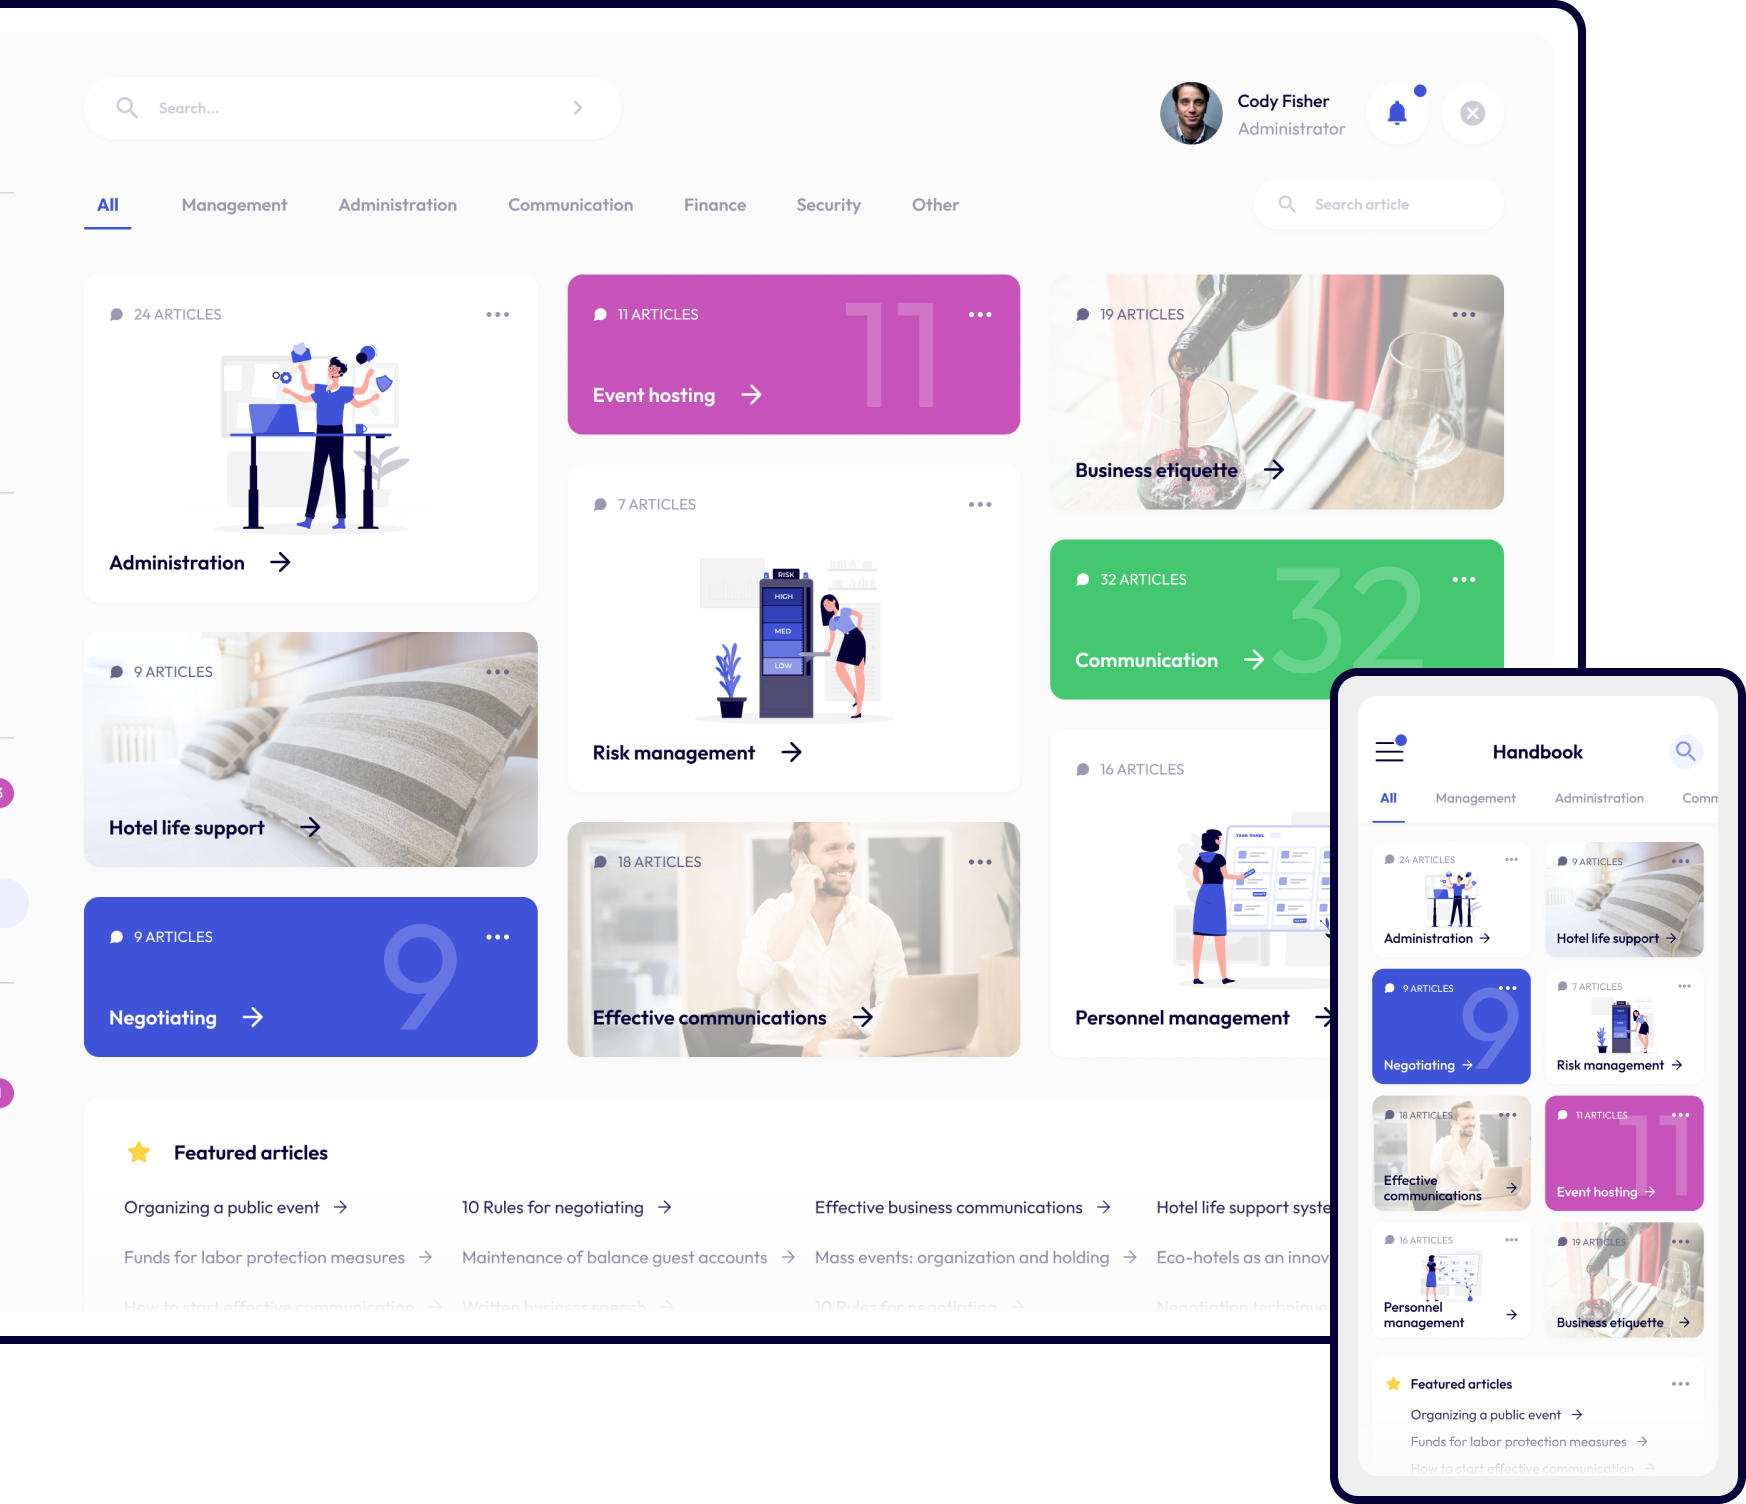 Search...
Cody Fisher
Administrator
All
Management
Administration
Communication
Finance
Security
Other
Search article
24 ARTICLES
Administration
11 ARTICLES
11
Event hosting
19 ARTICLES
Business etiquette
7 ARTICLES
RISK
HIGH
MED
LOW
Risk management
32 ARTICLES
32
Communication
9 ARTICLES
Hotel life support
18 ARTICLES
Effective communications
16 ARTICLES
TASK PANEL
Personnel management
9 ARTICLES
9
Negotiating
Featured articles
Organizing a public event
10 Rules for negotiating
Effective business communications
Hotel life support syste
Funds for labor protection measures
Maintenance of balance guest accounts
Mass events: organization and holding
Eco-hotels as an innov
How to start effective communication
Written business speech
10 Rules for negotiating
Negotiation technique
Handbook
All
Management
Administration
Comm
24 ARTICLES
Administration
9 ARTICLES
Hotel life support
9 ARTICLES
9
Negotiating
7 ARTICLES
Risk management
18 ARTICLES
Effective
communications
11 ARTICLES
11
Event hosting
16 ARTICLES
Personnel
management
19 ARTICLES
Business etiquette
Featured articles
Organizing a public event
Funds for labor protection measures
How to start effective communication